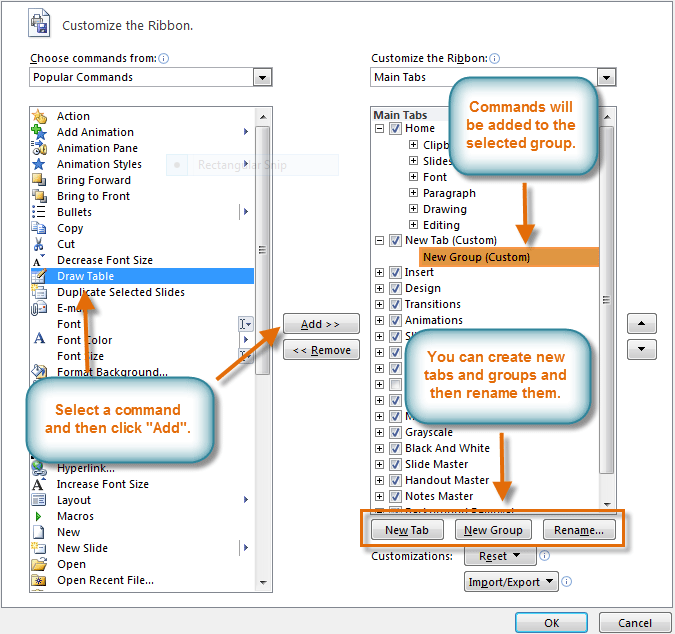 Customize the Ribbon.
Choose commands from:
Popular Commands
Action
Add Animation
Animation Pane
Animation Styles
Rectangular Snip
Bring Forward
Bring to Front
Bullets
Copy
Cut
Decrease Font Size
Draw Table
Duplicate Selected Slides
Font
Font Color
Font Size
Format Background...
Select a command
and then click "Add".
Hyperlink...
Increase Font Size
Layout
Macros
New
New Slide
Open
Open Recent File...
Add >>
<< Remove
Customize the Ribbon:
Main Tabs
Main Tabs
Commands will
be added to the
selected group.
Home
Slides
Font
Paragraph
Drawing
Editing
New Tab (Custom)
New Group (Custom)
Insert
Design
Transitions
Animations
You can create new
tabs and groups and
then rename them.
Grayscale
Black And White
Slide Master
Handout Master
Notes Master
Background Removal
New Tab
New Group
Rename...
Customizations:
Reset
Import/Export
OK
Cancel